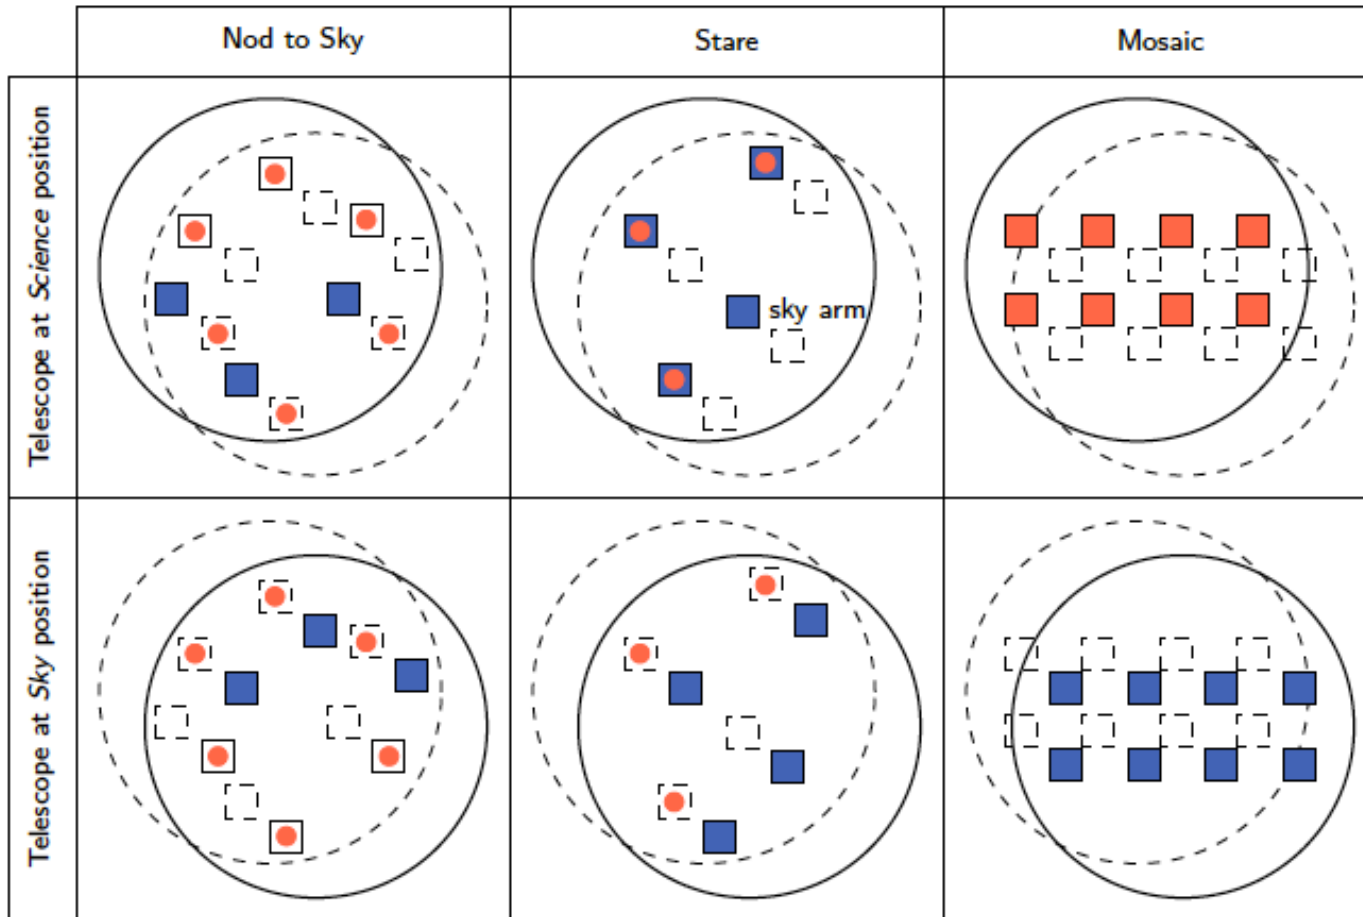 Nod to Sky
Stare
Mosaic
Telescope at Science position
sky arm
Telescope at Sky position